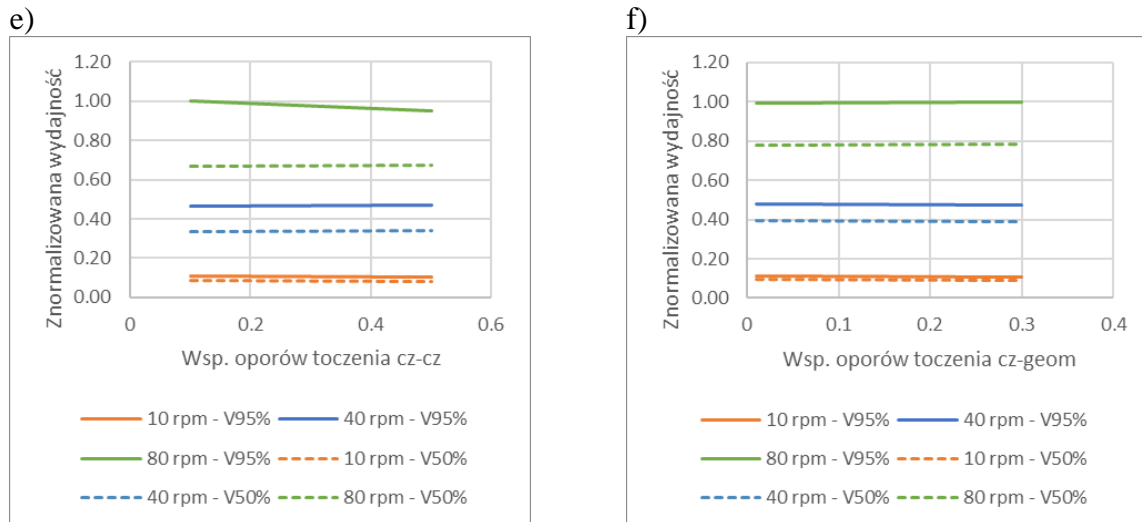 e)
Znormalizowana wydajność
1.20
1.00
0.80
0.60
0.40
0.20
0.00
0 0.2 0.4 0.6
Wsp. oporów toczenia cz-cz
10 rpm - V95% 40 rpm - V95%
80 rpm - V95% 10 rpm - V50%
40 rpm - V50% 80 rpm - V50%
f)
Znormalizowana wydajność
1.20
1.00
0.80
0.60
0.40
0.20
0.00
0 0.1 0.2 0.3 0.4
Wsp. oporów toczenia cz-geom
10 rpm - V95% 40 rpm - V95%
80 rpm - V95% 10 rpm - V50%
40 rpm - V50% 80 rpm - V50%